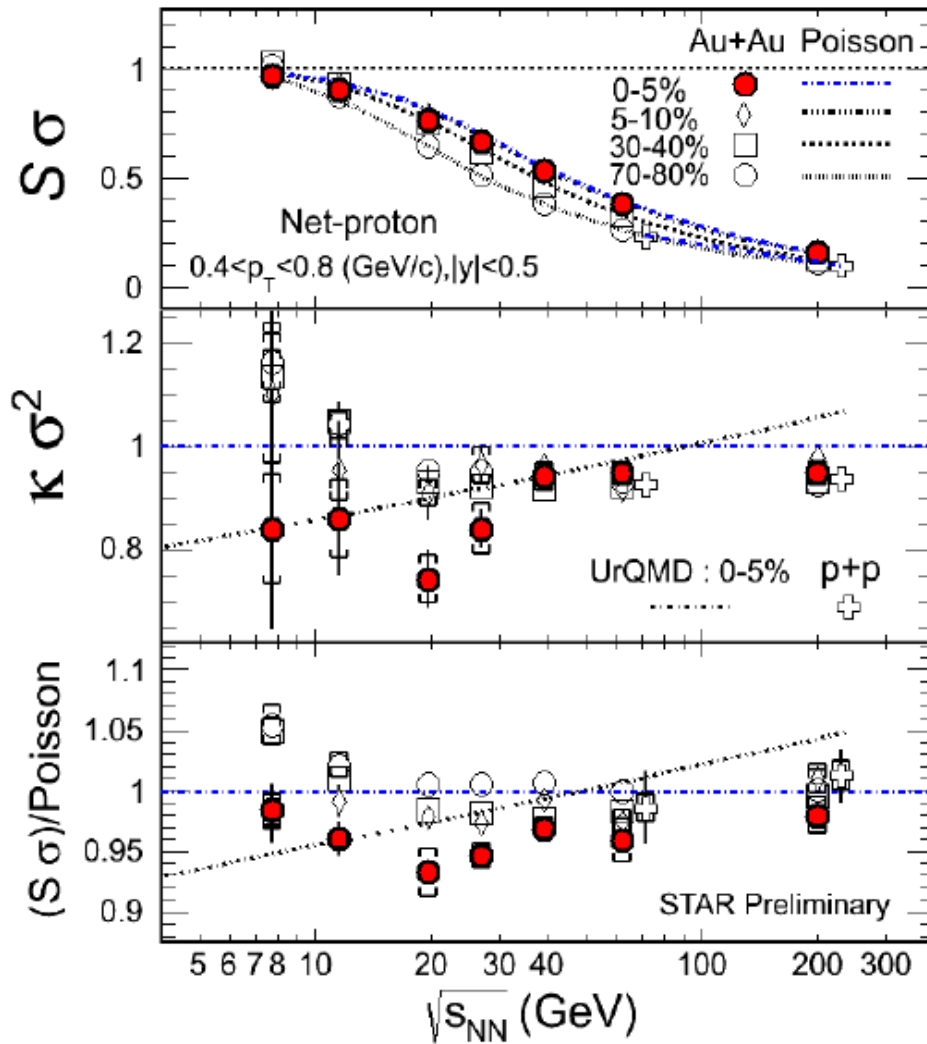 Au+Au Poisson
0-5%
5-10%
30-40%
70-80%
S σ
1
0.5
0
Net-proton
0.4<p_T<0.8 (GeV/c),|y|<0.5
κ σ²
1.2
1
0.8
UrQMD : 0-5% p+p
(S σ)/Poisson
1.1
1.05
1
0.95
0.9
STAR Preliminary
5 6 7 8 10 20 30 40 100 200 300
√s_NN (GeV)